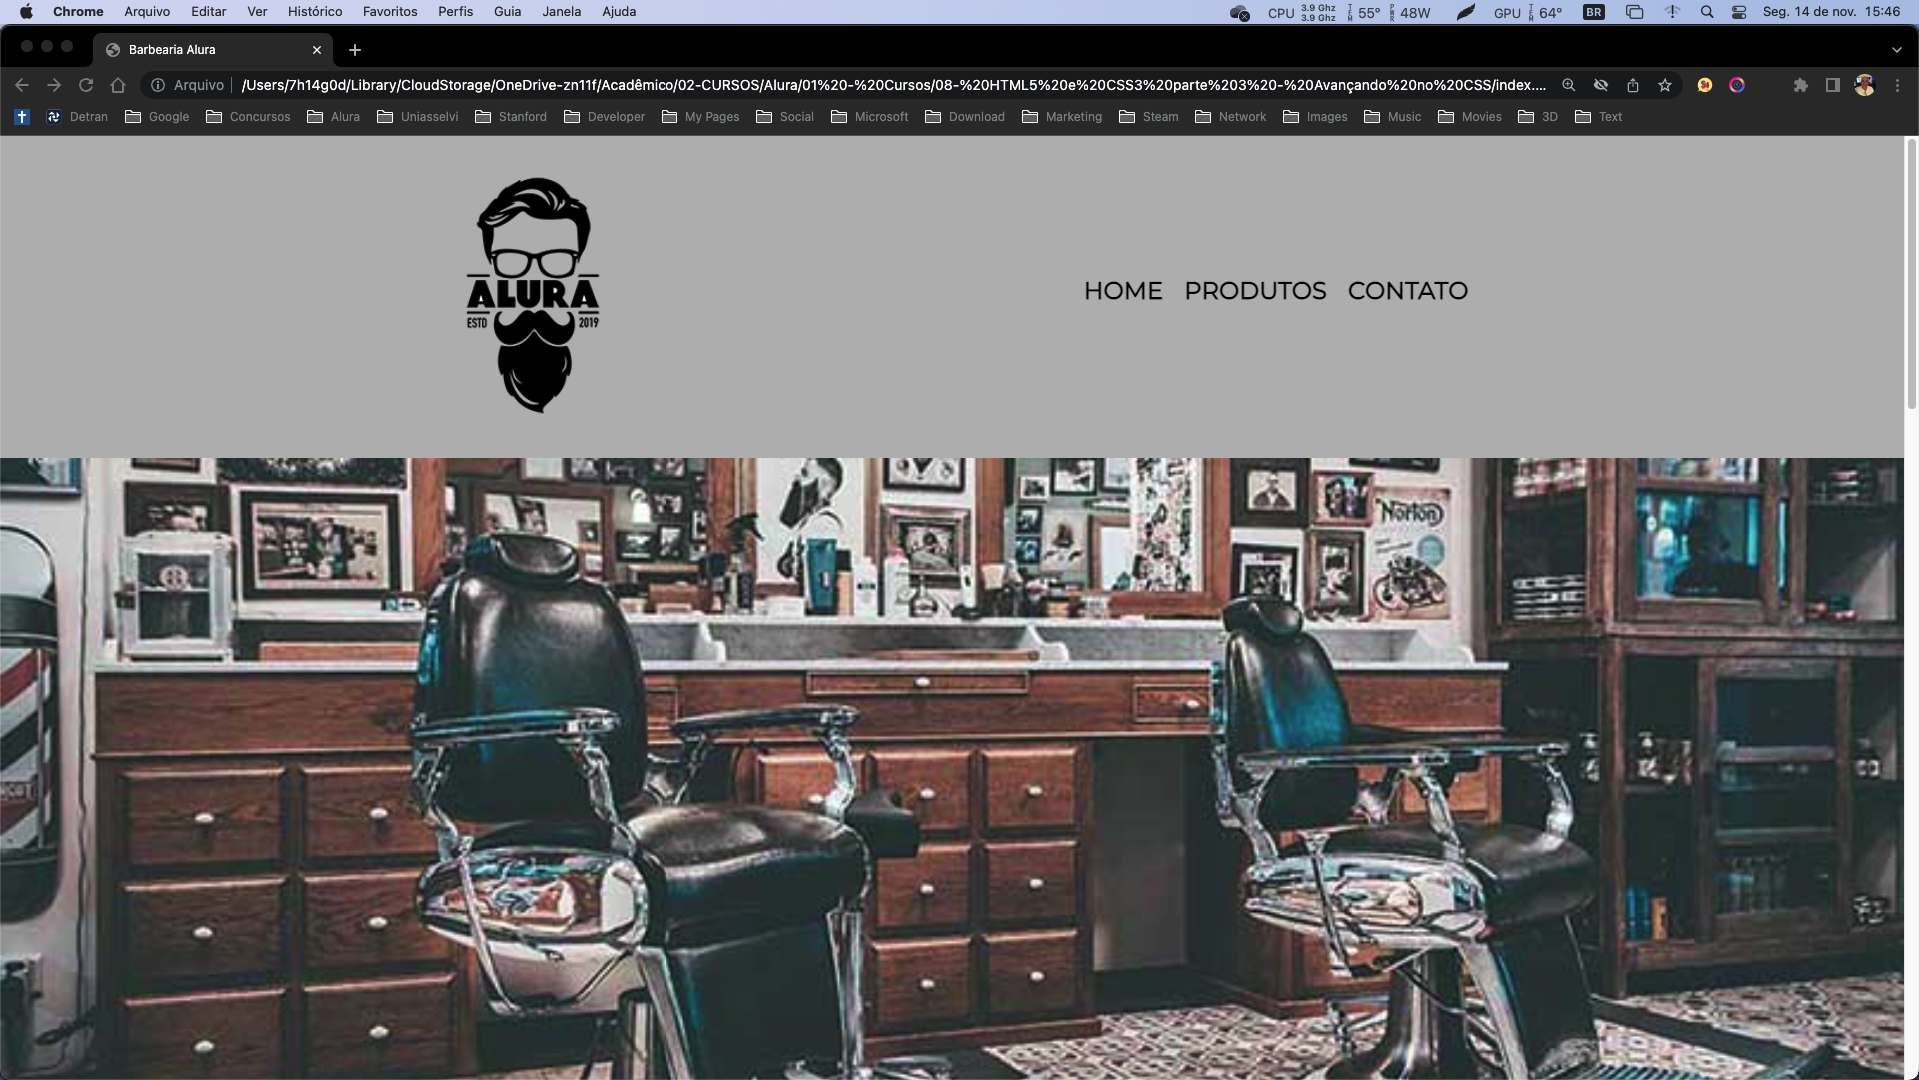 Chrome Arquivo Editar Ver Histórico Favoritos Perfis Guia Janela Ajuda CPU 3.9 Ghz 3.9 Ghz 55° 48W GPU 64° BR Seg. 14 de nov. 15:46
Barbearia Alura
Arquivo /Users/7h14g0d/Library/CloudStorage/OneDrive-zn11f/Acadêmico/02-CURSOS/Alura/01%20-%20Cursos/08-%20HTML5%20e%20CSS3%20parte%203%20-%20Avançando%20no%20CSS/index....
Detran Google Concursos Alura Uniasselvi Stanford Developer My Pages Social Microsoft Download Marketing Steam Network Images Music Movies 3D Text
ALURA
ESTD 2019
HOME PRODUTOS CONTATO
Norton